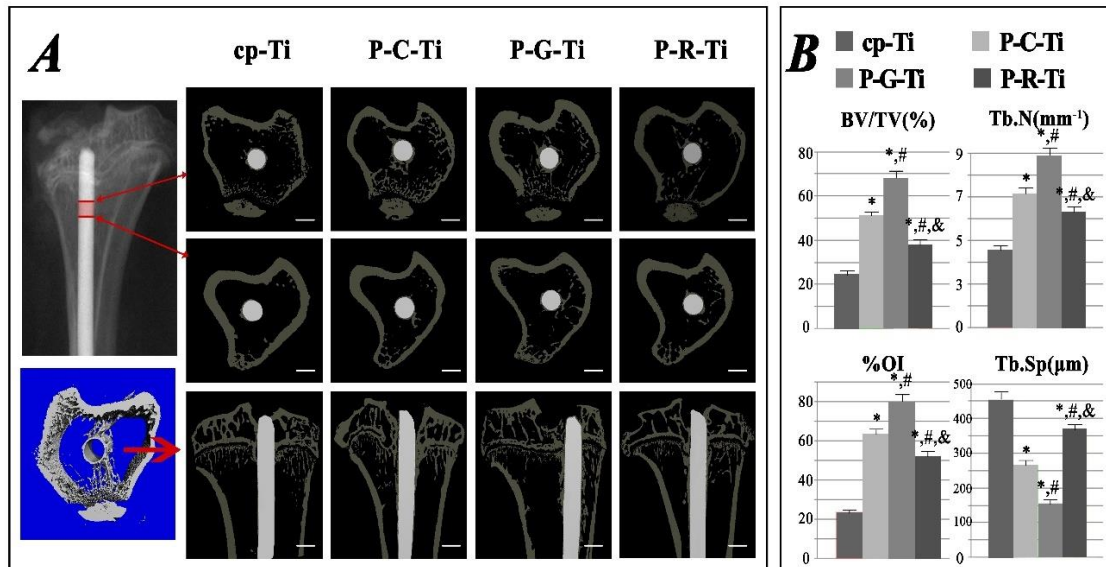 A
cp-Ti
P-C-Ti
P-G-Ti
P-R-Ti
B
cp-Ti
P-C-Ti
P-G-Ti
P-R-Ti
BV/TV(%)
80
60
40
20
0
*
*,#
*,#,&
Tb.N(mm⁻¹)
9
7
5
3
0
*
*,#
*,#,&
%OI
80
60
40
20
0
*
*,#
*,#,&
Tb.Sp(μm)
500
400
300
200
100
0
*
*,#
*,#,&